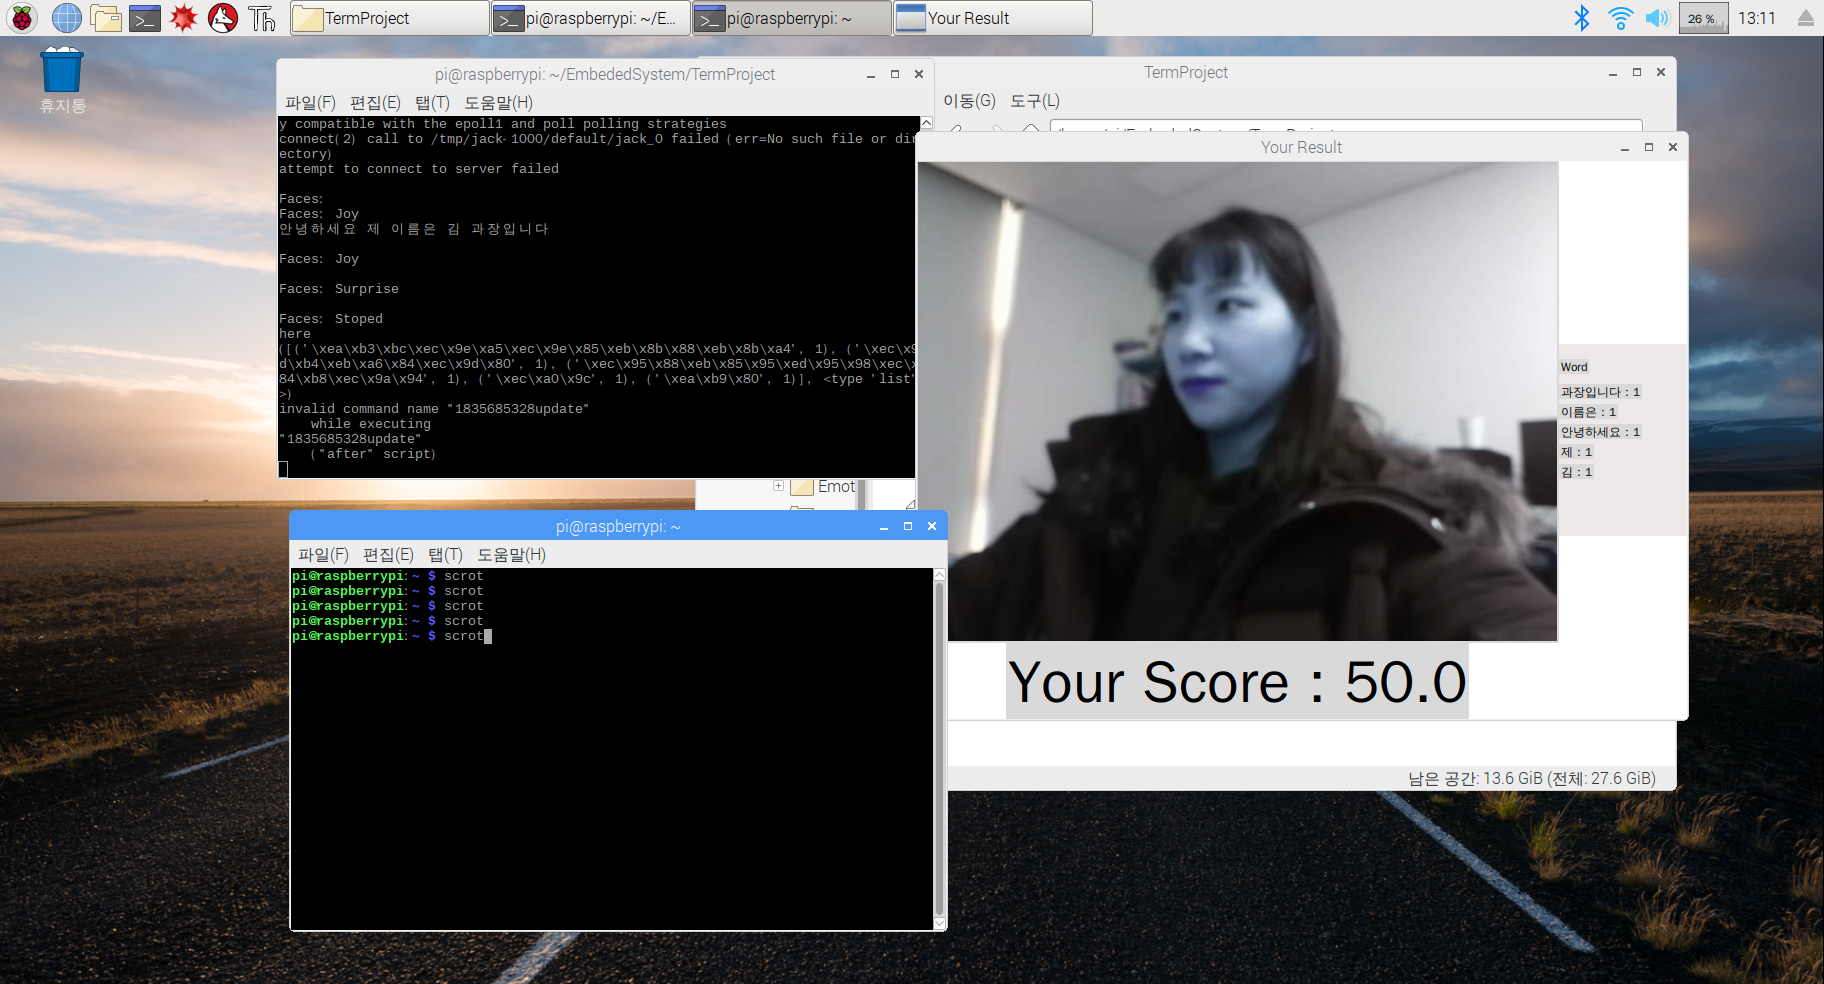 TermProject
pi@raspberrypi: ~/E...
pi@raspberrypi: ~
Your Result
26 %
13:11
휴지통
pi@raspberrypi: ~/EmbededSystem/TermProject
파일(F) 편집(E) 탭(T) 도움말(H)
y compatible with the epoll1 and poll polling strategies
connect(2) call to /tmp/jack-1000/default/jack_0 failed (err=No such file or dir
ectory)
attempt to connect to server failed
Faces:
Faces: Joy
안녕하세요 제 이름은 김 과장입니다
Faces: Joy
Faces: Surprise
Faces: Stoped
here
([('\xea\xb3\xbc\xec\x9e\xa5\xec\x9e\x85\xeb\x8b\x88\xeb\x8b\xa4', 1), ('\xec\x9
d\xb4\xeb\xa6\x84\xec\x9d\x80', 1), ('\xec\x95\x88\xeb\x85\x95\xed\x95\x98\xec\x
84\xb8\xec\x9a\x94', 1), ('\xec\xa0\x9c', 1), ('\xea\xb9\x80', 1)], <type 'list'
>)
invalid command name "1835685328update"
while executing
"1835685328update"
("after" script)
TermProject
이동(G) 도구(L)
Emot
Your Result
Word
과장입니다 : 1
이름은 : 1
안녕하세요 : 1
제 : 1
김 : 1
Your Score : 50.0
남은 공간: 13.6 GiB (전체: 27.6 GiB)
pi@raspberrypi: ~
파일(F) 편집(E) 탭(T) 도움말(H)
pi@raspberrypi:~ $ scrot
pi@raspberrypi:~ $ scrot
pi@raspberrypi:~ $ scrot
pi@raspberrypi:~ $ scrot
pi@raspberrypi:~ $ scrot